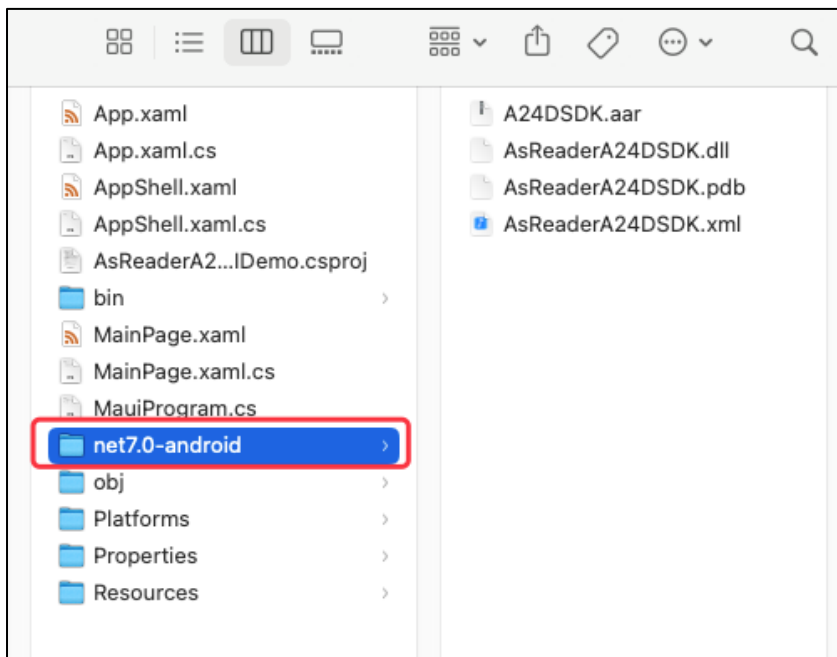 App.xaml
App.xaml.cs
AppShell.xaml
AppShell.xaml.cs
AsReaderA2...IDemo.csproj
bin
MainPage.xaml
MainPage.xaml.cs
MauiProgram.cs
net7.0-android
obj
Platforms
Properties
Resources
A24DSDK.aar
AsReaderA24DSDK.dll
AsReaderA24DSDK.pdb
AsReaderA24DSDK.xml